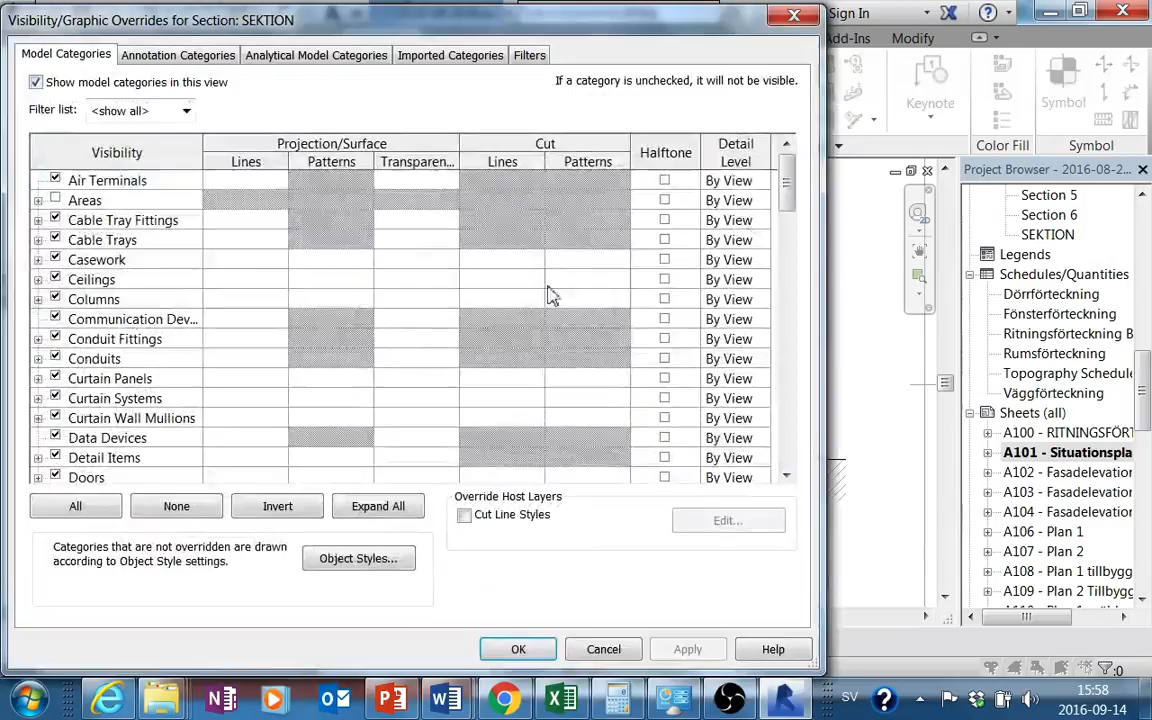 Visibility/Graphic Overrides for Section: SEKTION
Sign In
Model Categories
Annotation Categories
Analytical Model Categories
Imported Categories
Filters
Add-Ins
Modify
Show model categories in this view
If a category is unchecked, it will not be visible.
Filter list:
<show all>
Keynote
Symbol
Color Fill
Symbol
Visibility
Projection/Surface
Cut
Halftone
Detail
Level
Lines
Patterns
Transparen...
Lines
Patterns
Air Terminals
By View
Areas
By View
Cable Tray Fittings
By View
Cable Trays
By View
Casework
By View
Ceilings
By View
Columns
By View
Communication Dev...
By View
Conduit Fittings
By View
Conduits
By View
Curtain Panels
By View
Curtain Systems
By View
Curtain Wall Mullions
By View
Data Devices
By View
Detail Items
By View
Doors
By View
All
None
Invert
Expand All
Override Host Layers
Cut Line Styles
Edit...
Categories that are not overridden are drawn
according to Object Style settings.
Object Styles...
OK
Cancel
Apply
Help
Project Browser - 2016-08-2...
Section 5
Section 6
SEKTION
Legends
Schedules/Quantities
Dörrförteckning
Fönsterförteckning
Ritningsförteckning B
Rumsförteckning
Topography Schedule
Väggförteckning
Sheets (all)
A100 - RITNINGSFÖRT
A101 - Situationspla
A102 - Fasadelevation
A103 - Fasadelevation
A104 - Fasadelevation
A106 - Plan 1
A107 - Plan 2
A108 - Plan 1 tillbygg
A109 - Plan 2 Tillbygg
:0
SV
15:58
2016-09-14